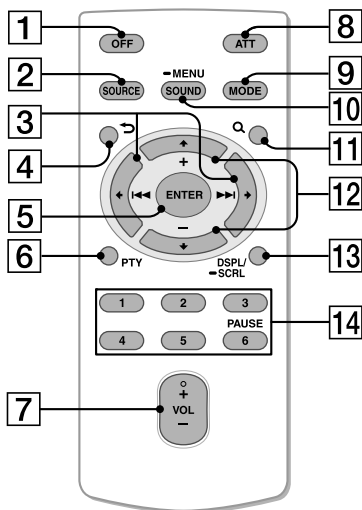 1 OFF ATT 8
2 SOURCE MENU SOUND MODE 9
3 10
4 11
+
5 ENTER 12
−
6 PTY DSPL/ SCRL 13
1 2 3
PAUSE 14
4 5 6
+
7 VOL
−